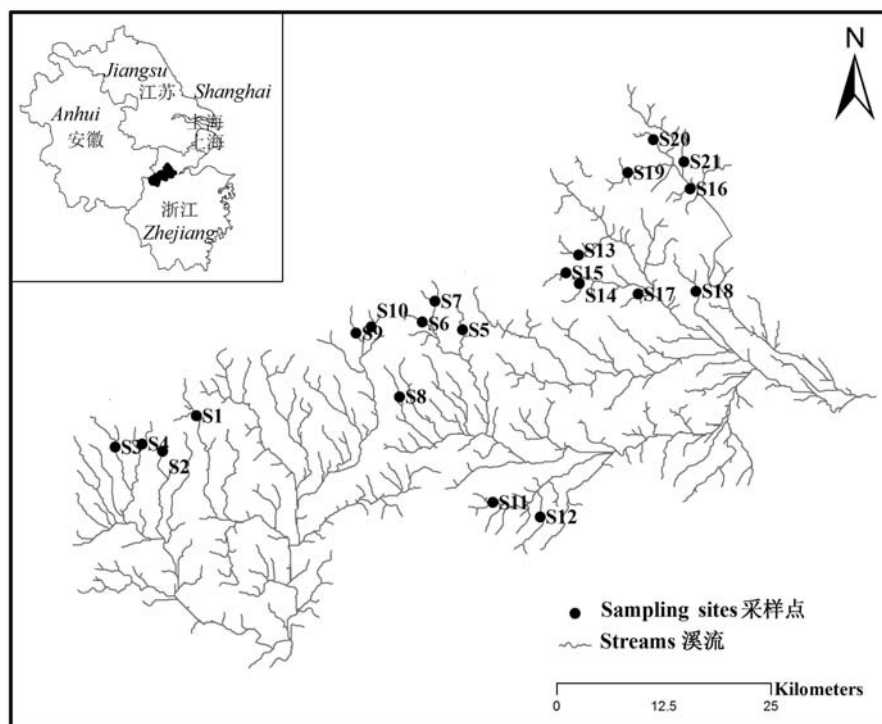 Jiangsu
江苏
Shanghai
上海
上海
Anhui
安徽
浙江
Zhejiang
N
S20
S21
S19
S16
S13
S15
S14
S17
S18
S7
S10
S6
S9
S5
S8
S1
S3
S4
S2
S11
S12
Sampling sites 采样点
Streams 溪流
Kilometers
0 12.5 25